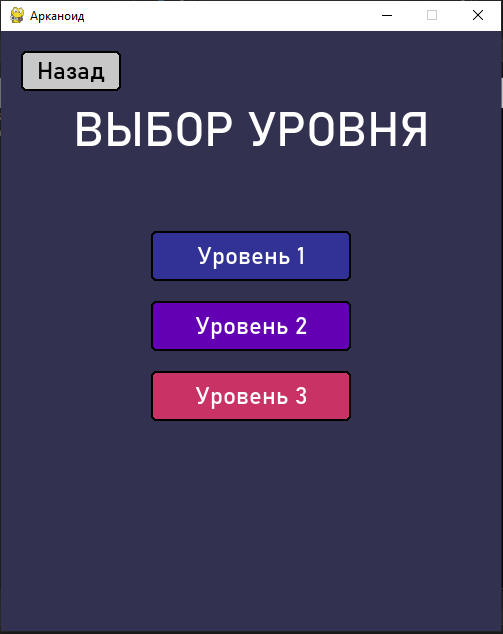 Арканоид
Назад
ВЫБОР УРОВНЯ
Уровень 1
Уровень 2
Уровень 3